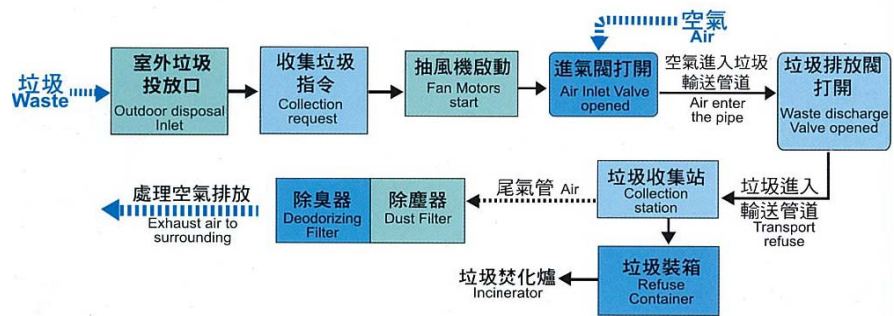 空氣
Air
垃圾
Waste
室外垃圾
投放口
Outdoor disposal
Inlet
收集垃圾
指令
Collection
request
抽風機啟動
Fan Motors
start
進氣閥打開
Air Inlet Valve
opened
空氣進入垃圾
輸送管道
Air enter
the pipe
垃圾排放閥
打開
Waste discharge
Valve opened
垃圾進入
輸送管道
Transport
refuse
垃圾收集站
Collection
station
尾氣管 Air
除塵器
Dust Filter
除臭器
Deodorizing
Filter
處理空氣排放
Exhaust air to
surrounding
垃圾裝箱
Refuse
Container
垃圾焚化爐
Incinerator